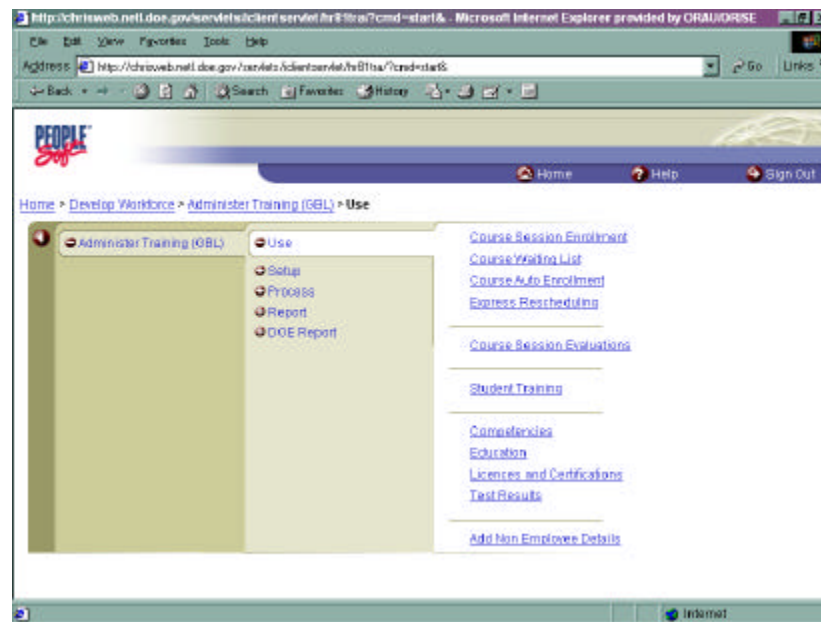 http://chrisweb.netl.doe.gov/servlets/iclientservlet/hr81tra/?cmd=start& - Microsoft Internet Explorer provided by ORAU/ORISE
File Edit View Favorites Tools Help
Address http://chrisweb.netl.doe.gov/servlets/iclientservlet/hr81tra/?cmd=start& Go Links
Back Search Favorites History
PEOPLE
Soft
Home Help Sign Out
Home > Develop Workforce > Administer Training (GBL) > Use
Administer Training (GBL)
Use
Setup
Process
Report
DOE Report
Course Session Enrollment
Course Waiting List
Course Auto Enrollment
Express Rescheduling
Course Session Evaluations
Student Training
Competencies
Education
Licences and Certifications
Test Results
Add Non Employee Details
Internet